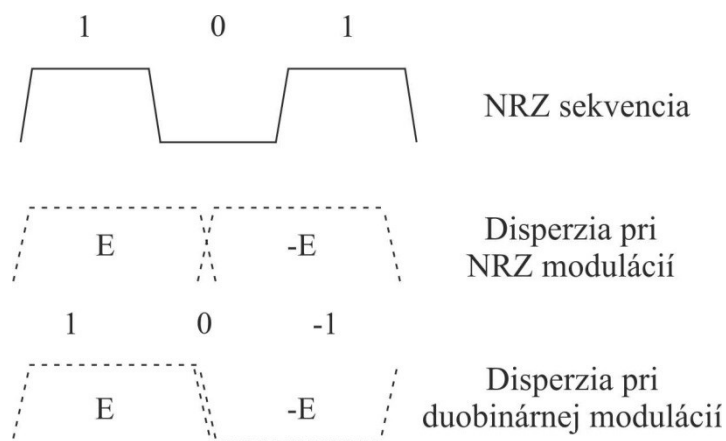 1 0 1
NRZ sekvencia
E -E
Disperzia pri
NRZ modulácií
1 0 -1
E -E
Disperzia pri
duobinárnej modulácií